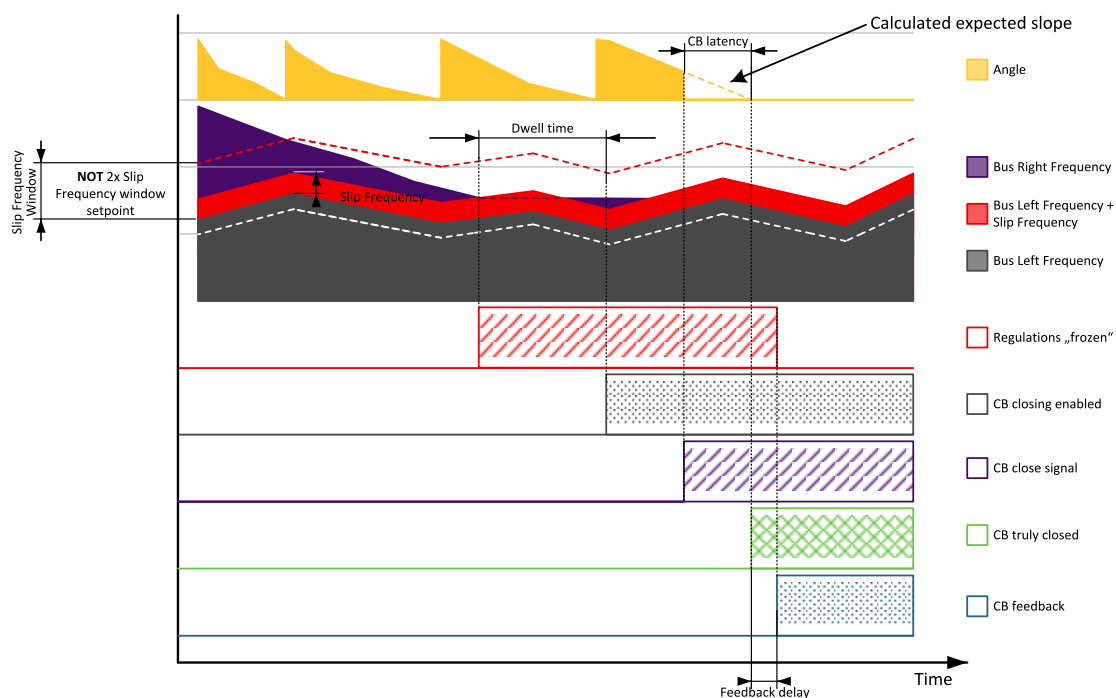 Calculated expected slope
CB latency
Angle
Dwell time
Slip Frequency
Window
NOT 2x Slip
Frequency window
setpoint
Slip Frequency
Bus Right Frequency
Bus Left Frequency +
Slip Frequency
Bus Left Frequency
Regulations „frozen“
CB closing enabled
CB close signal
CB truly closed
CB feedback
Time
Feedback delay